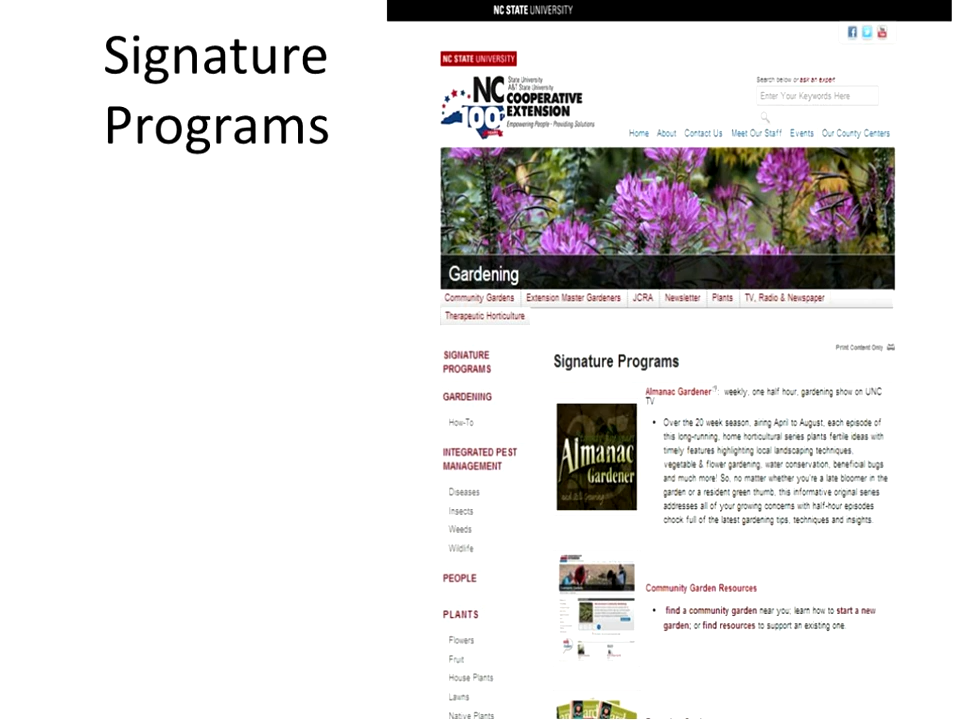 Signature
Programs
NC STATE UNIVERSITY
NC STATE UNIVERSITY
State University
A&T State University
NC
COOPERATIVE
100
EXTENSION
Empowering People · Providing Solutions
Search below or ask an expert
Enter Your Keywords Here
Home About Contact Us Meet Our Staff Events Our County Centers
Gardening
Community Gardens Extension Master Gardeners JCRA Newsletter Plants TV, Radio & Newspaper
Therapeutic Horticulture
Print Content Only
SIGNATURE
PROGRAMS
GARDENING
How-To
INTEGRATED PEST
MANAGEMENT
Diseases
Insects
Weeds
Wildlife
PEOPLE
PLANTS
Flowers
Fruit
House Plants
Lawns
Native Plants
Signature Programs
Almanac Gardener : weekly, one half hour, gardening show on UNC
TV
• Over the 20 week season, airing April to August, each episode of
this long-running, home horticultural series plants fertile ideas with
timely features highlighting local landscaping techniques,
vegetable & flower gardening, water conservation, beneficial bugs
and much more! So, no matter whether you're a late bloomer in the
garden or a resident green thumb, this informative original series
addresses all of your growing concerns with half-hour episodes
chock full of the latest gardening tips, techniques and insights.
Almanac
Gardener
Community Garden Resources
• find a community garden near you; learn how to start a new
garden; or find resources to support an existing one.